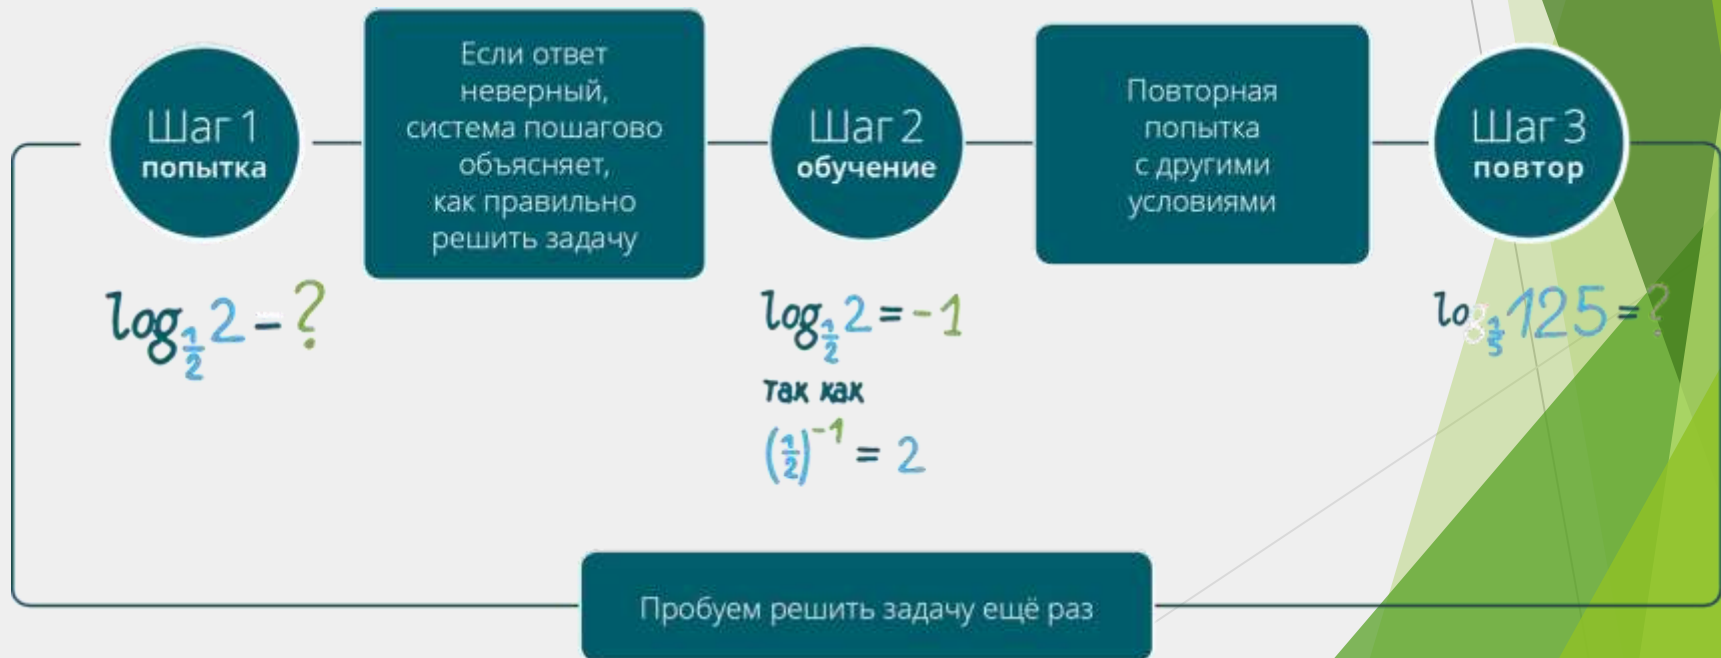 Шаг 1
попытка
Если ответ
неверный,
система пошагово
объясняет,
как правильно
решить задачу
Шаг 2
обучение
Повторная
попытка
с другими
условиями
Шаг 3
повтор
log₁/₂ 2 – ?
log₁/₂ 2 = -1
так как
(1/2)⁻¹ = 2
log₁/₅ 125 = ?
Пробуем решить задачу ещё раз